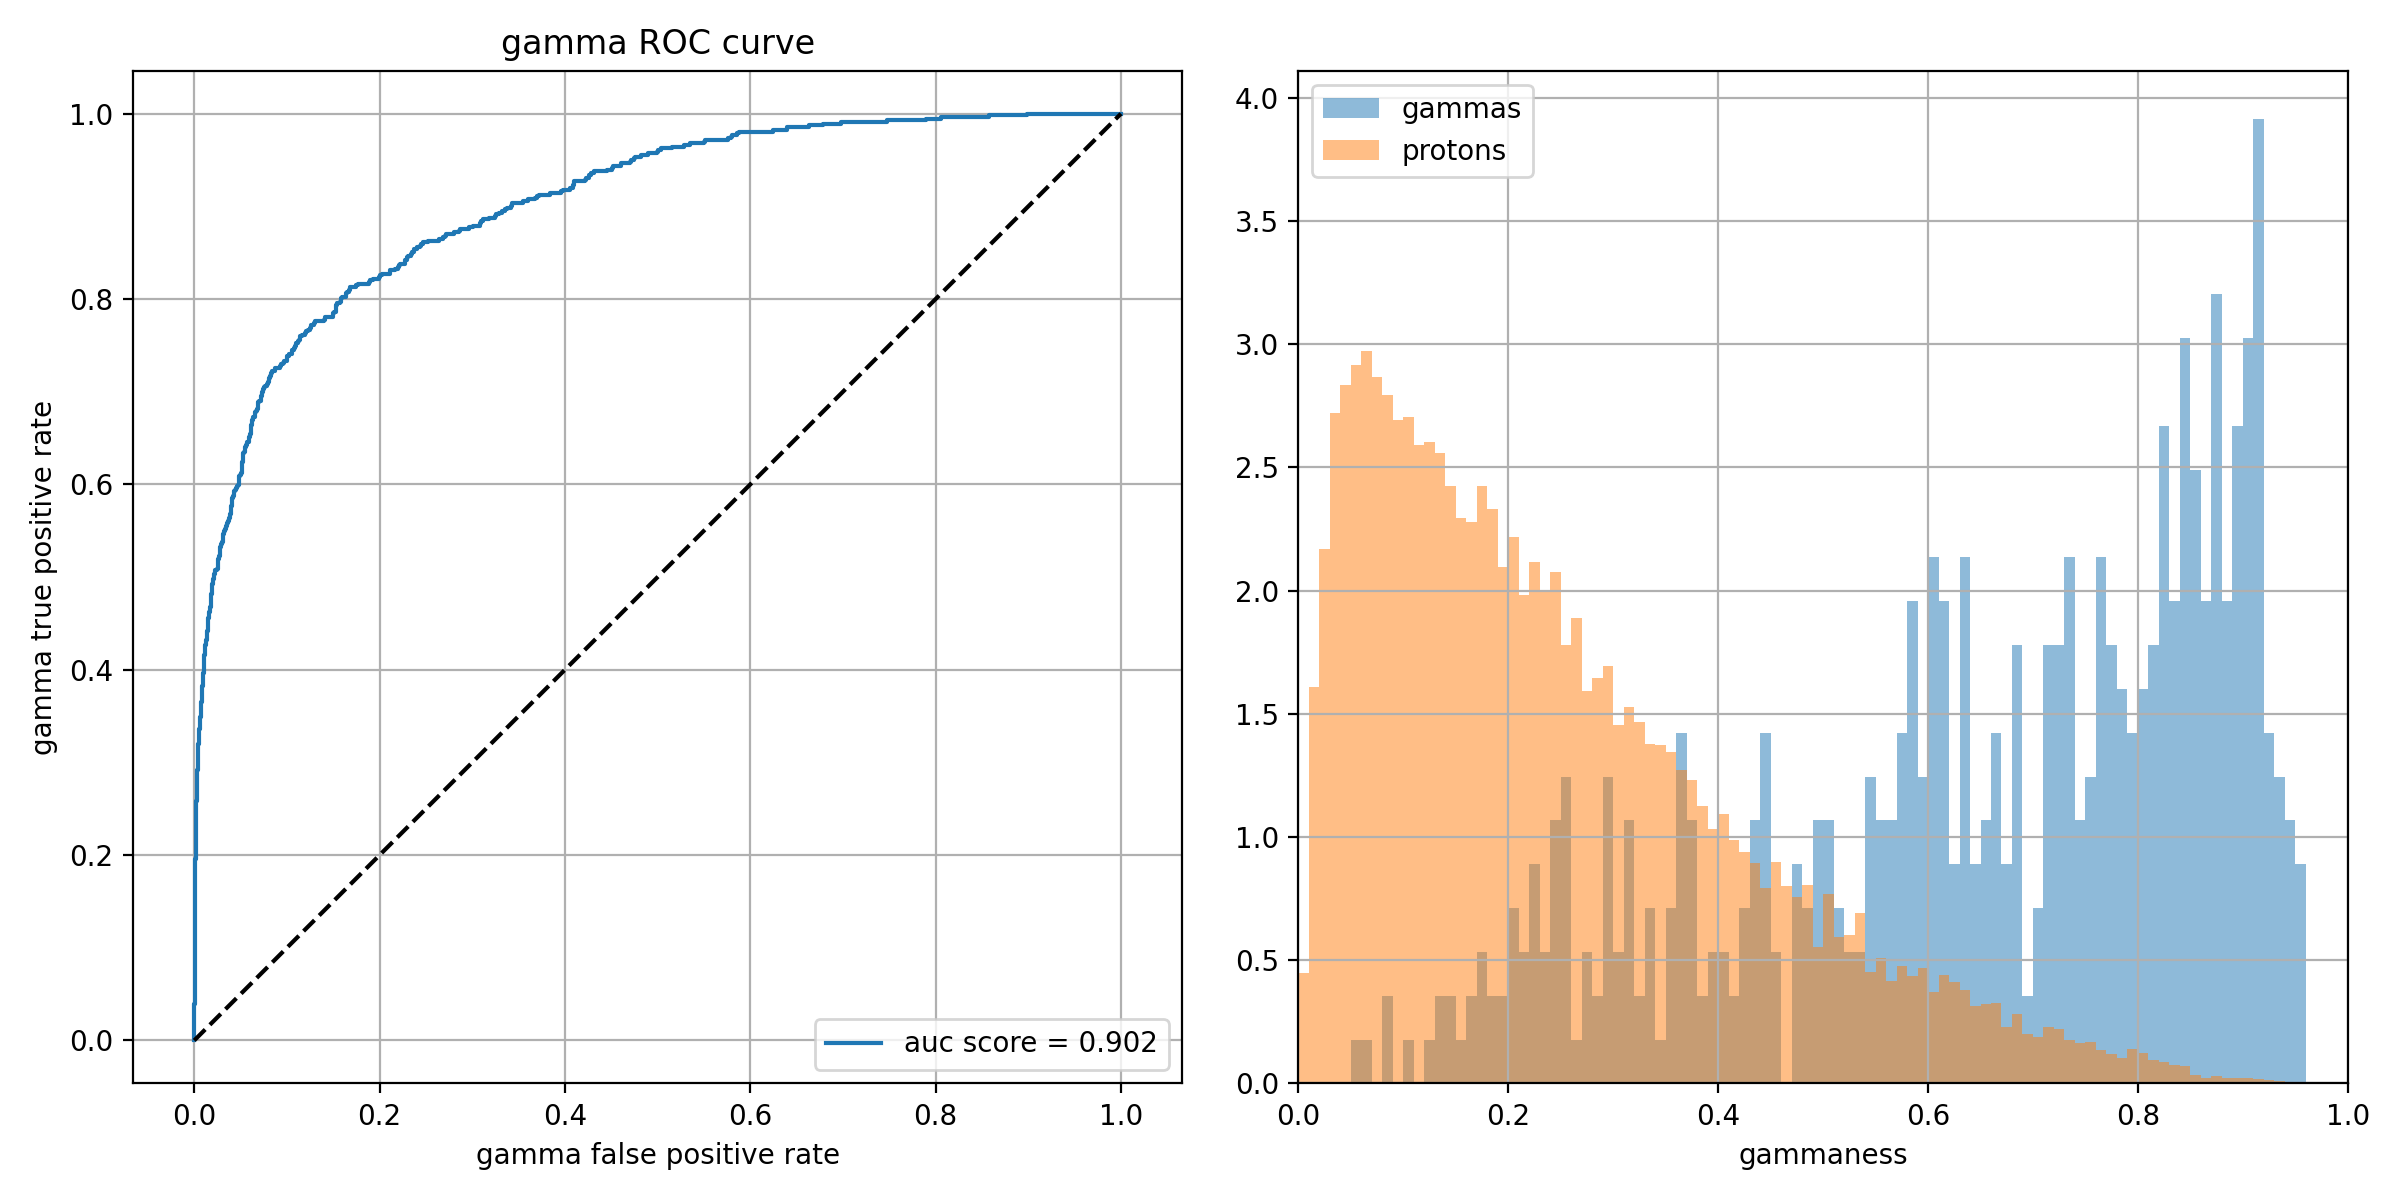 gamma ROC curve
gamma true positive rate
1.0
0.8
0.6
0.4
0.2
0.0
auc score = 0.902
0.0 0.2 0.4 0.6 0.8 1.0
gamma false positive rate
gammas
protons
4.0
3.5
3.0
2.5
2.0
1.5
1.0
0.5
0.0
0.0 0.2 0.4 0.6 0.8 1.0
gammaness